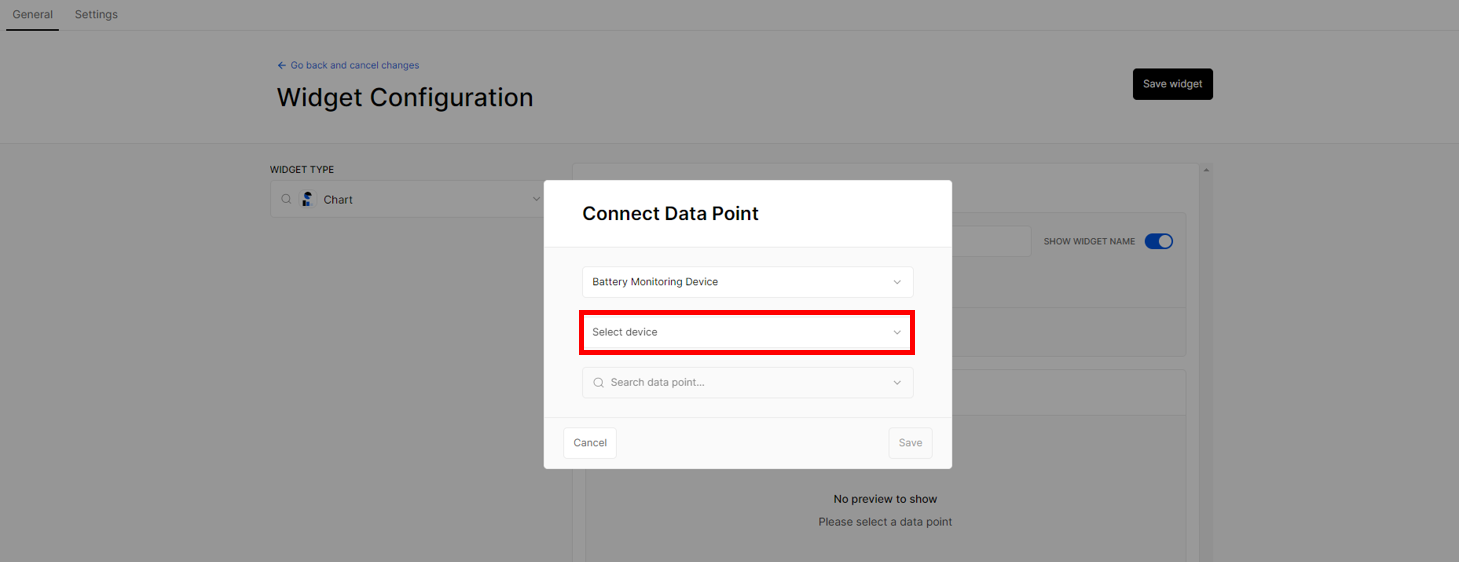 General Settings
Go back and cancel changes
Widget Configuration
Save widget
WIDGET TYPE
Chart
SHOW WIDGET NAME
Connect Data Point
Battery Monitoring Device
Select device
Search data point...
Cancel Save
No preview to show
Please select a data point